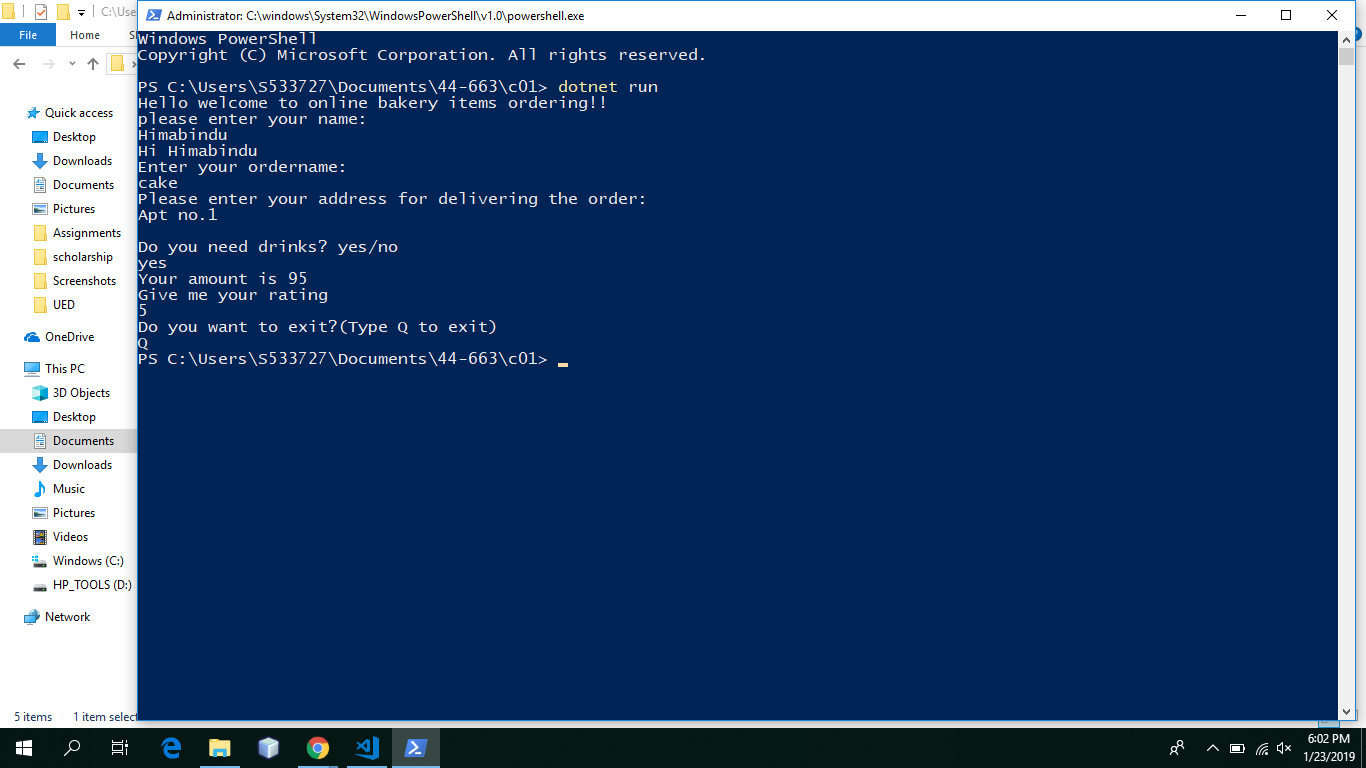 Administrator: C:\windows\System32\WindowsPowerShell\v1.0\powershell.exe
C:\Use
File
Home
Windows PowerShell
Copyright (C) Microsoft Corporation. All rights reserved.
PS C:\Users\S533727\Documents\44-663\c01> dotnet run
Hello welcome to online bakery items ordering!!
please enter your name:
Himabindu
Hi Himabindu
Enter your ordername:
cake
Please enter your address for delivering the order:
Apt no.1
Do you need drinks? yes/no
yes
Your amount is 95
Give me your rating
5
Do you want to exit?(Type Q to exit)
Q
PS C:\Users\S533727\Documents\44-663\c01>
Quick access
Desktop
Downloads
Documents
Pictures
Assignments
scholarship
Screenshots
UED
OneDrive
This PC
3D Objects
Desktop
Documents
Downloads
Music
Pictures
Videos
Windows (C:)
HP_TOOLS (D:)
Network
5 items
1 item select
6:02 PM
1/23/2019